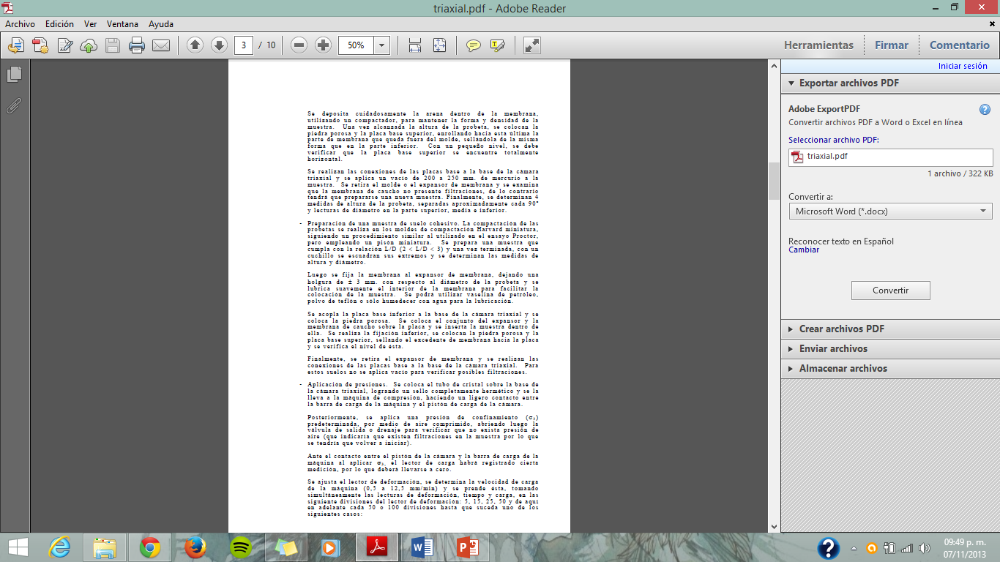 triaxial.pdf - Adobe Reader
Archivo Edición Ver Ventana Ayuda
3 / 10 50% Herramientas Firmar Comentario
Iniciar sesión
Exportar archivos PDF
Adobe ExportPDF
Convertir archivos PDF a Word o Excel en línea
Seleccionar archivo PDF:
triaxial.pdf
1 archivo / 322 KB
Convertir a:
Microsoft Word (*.docx)
Reconocer texto en Español
Cambiar
Convertir
Crear archivos PDF
Enviar archivos
Almacenar archivos
Se deposita cuidadosamente la arena dentro de la membrana,
utilizando un compactador, para mantener la forma y densidad de la
muestra. Una vez alcanzada la altura de la probeta, se colocan la
piedra porosa y la placa base superior, enrollando hacia esta última la
parte de membrana que queda fuera del molde, sellándola de la misma
forma que en la parte inferior. Con un pequeño nivel, se debe
verificar que la placa base superior se encuentre totalmente
horizontal.
Se realizan las conexiones de las placas base a la base de la cámara
triaxial y se aplica un vacío de 200 a 250 mm. de mercurio a la
muestra. Se retira el molde o el expansor de membrana y se examina
que la membrana de caucho no presente filtraciones, de lo contrario
tendrá que prepararse una nueva muestra. Finalmente, se determinan 4
medidas de altura de la probeta, separadas aproximadamente cada 90°
y lecturas de diámetro en la parte superior, media e inferior.
- Preparación de una muestra de suelo cohesivo. La compactación de las
probetas se realiza en los moldes de compactación Harvard miniatura,
siguiendo un procedimiento similar al utilizado en el ensayo Proctor,
pero empleando un pisón miniatura. Se prepara una muestra que
cumpla con la relación L/D (2 < L/D < 3) y una vez terminada, con un
cuchillo se escuadran sus extremos y se determinan las medidas de
altura y diámetro.
Luego se fija la membrana al expansor de membrana, dejando una
holgura de ± 3 mm. con respecto al diámetro de la probeta y se
lubrica suavemente el interior de la membrana para facilitar la
colocación de la muestra. Se podrá utilizar vaselina de petróleo,
polvo de teflón o sólo humedecer con agua para la lubricación.
Se acopla la placa base inferior a la base de la cámara triaxial y se
coloca la piedra porosa. Se coloca el conjunto del expansor y la
membrana de caucho sobre la placa y se inserta la muestra dentro de
ella. Se realiza la fijación inferior, se colocan la piedra porosa y la
placa base superior, sellando el excedente de membrana hacia la placa
y se verifica el nivel de ésta.
Finalmente, se retira el expansor de membrana y se realizan las
conexiones de las placas base a la base de la cámara triaxial. Para
estos suelos no se aplica vacío para verificar posibles filtraciones.
- Aplicación de presiones. Se coloca el tubo de cristal sobre la base de
la cámara triaxial, logrando un sello completamente hermético y se la
lleva a la máquina de compresión, haciendo un ligero contacto entre
la barra de carga de la máquina y el pistón de carga de la cámara.
Posteriormente, se aplica una presión de confinamiento (σ₃)
predeterminada, por medio de aire comprimido, abriendo luego la
válvula de salida o drenaje para verificar que no exista presión de
aire (que indicaría que existen filtraciones en la muestra por lo que
se tendría que volver a iniciar).
Ante el contacto entre el pistón de la cámara y la barra de carga de la
máquina al aplicar σ₃, el lector de carga habrá registrado cierta
medición, por lo que deberá llevarse a cero.
Se ajusta el lector de deformación, se determina la velocidad de carga
de la máquina (0,5 a 12,5 mm/min) y se prende ésta, tomando
simultáneamente las lecturas de deformación, tiempo y carga, en las
siguiente divisiones del lector de deformación: 5, 15, 25, 50 y de aquí
en adelante cada 50 o 100 divisiones hasta que suceda uno de los
siguientes casos:
09:49 p. m.
07/11/2013